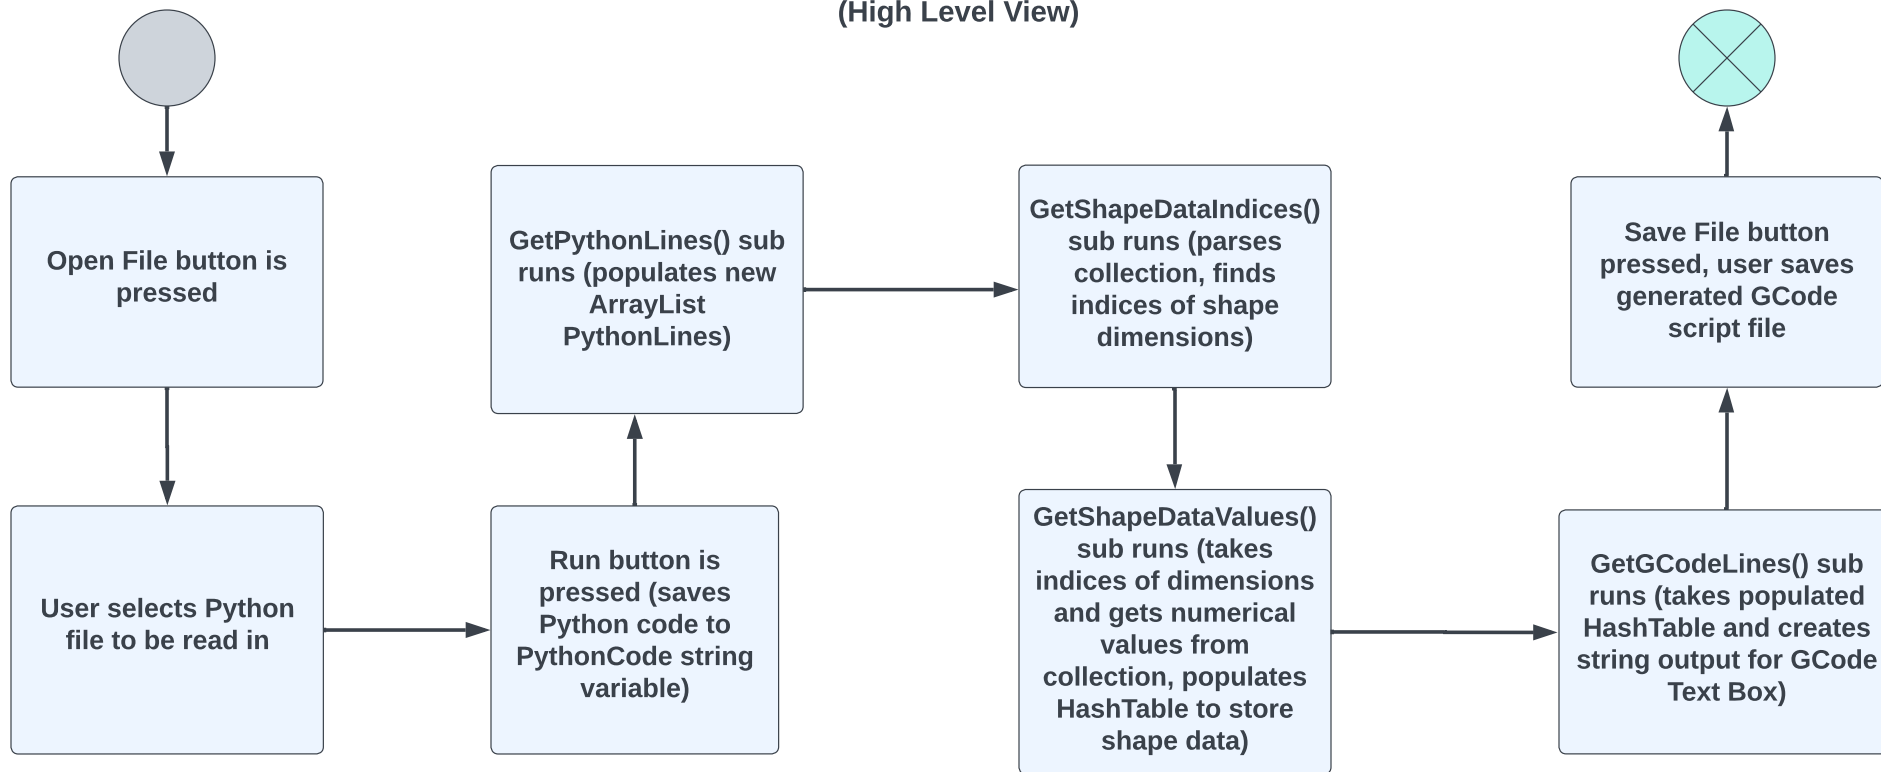 (High Level View)
Open File button is
pressed
User selects Python
file to be read in
Run button is
pressed (saves
Python code to
PythonCode string
variable)
GetPythonLines() sub
runs (populates new
ArrayList
PythonLines)
GetShapeDataIndices()
sub runs (parses
collection, finds
indices of shape
dimensions)
GetShapeDataValues()
sub runs (takes
indices of dimensions
and gets numerical
values from
collection, populates
HashTable to store
shape data)
GetGCodeLines() sub
runs (takes populated
HashTable and creates
string output for GCode
Text Box)
Save File button
pressed, user saves
generated GCode
script file